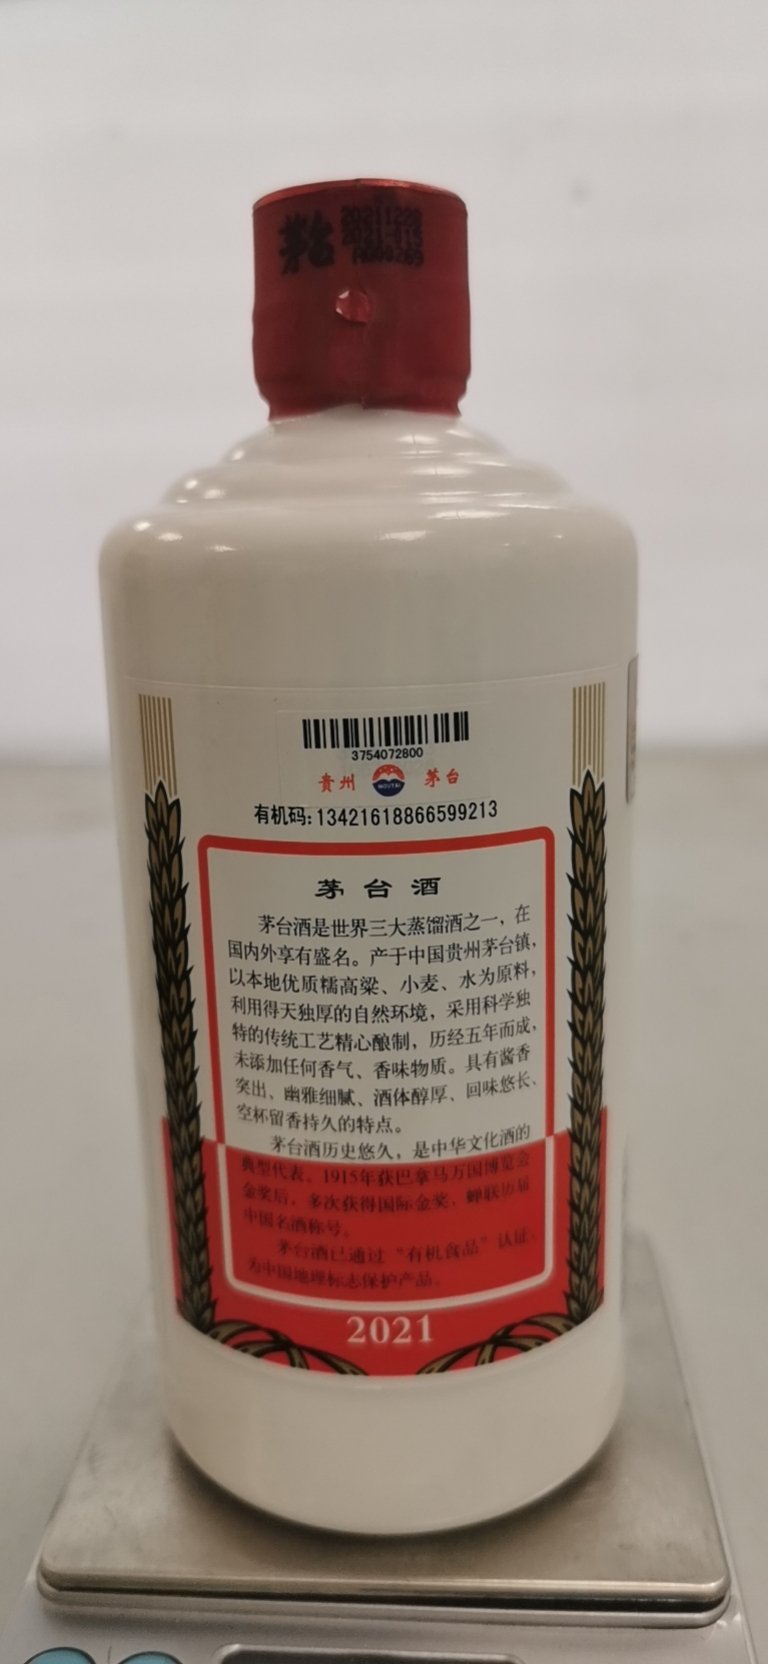 茅台
20211228
2021-115
3754072800
贵州 MOUTAI 茅台
有机码:13421618866599213
茅台酒
茅台酒是世界三大蒸馏酒之一，在
国内外享有盛名。产于中国贵州茅台镇，
以本地优质糯高粱、小麦、水为原料，
利用得天独厚的自然环境，采用科学独
特的传统工艺精心酿制，历经五年而成，
未添加任何香气、香味物质。具有酱香
突出、幽雅细腻、酒体醇厚、回味悠长、
空杯留香持久的特点。
茅台酒历史悠久，是中华文化酒的
典型代表。1915年获巴拿马万国博览会
金奖后，多次获得国际金奖，蝉联历届
中国名酒称号。
茅台酒已通过“有机食品”认证，
为中国地理标志保护产品。
2021